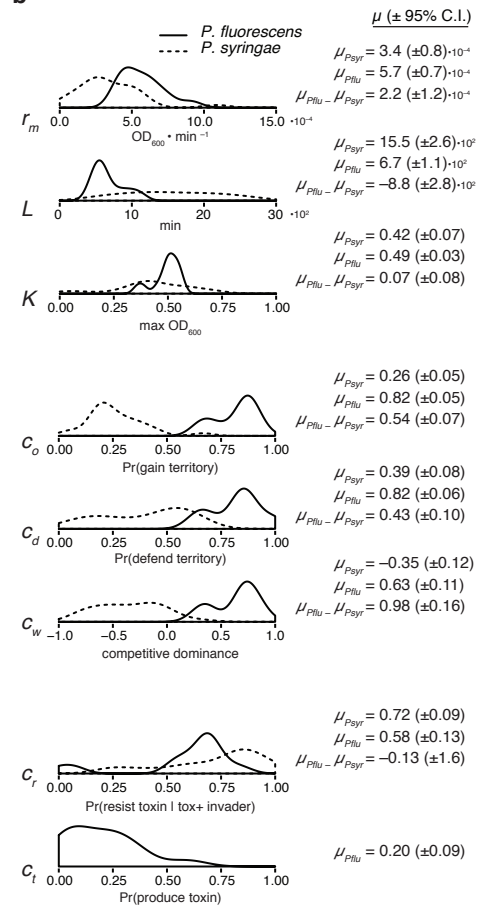 μ (± 95% C.I.)
P. fluorescens
P. syringae
μPsyr = 3.4 (±0.8)·10⁻⁴
μPflu = 5.7 (±0.7)·10⁻⁴
μPflu – μPsyr = 2.2 (±1.2)·10⁻⁴
rm
0.0 5.0 10.0 15.0 ·10⁻⁴
OD600 · min ⁻¹
μPsyr = 15.5 (±2.6)·10²
μPflu = 6.7 (±1.1)·10²
μPflu – μPsyr = –8.8 (±2.8)·10²
L
0 10 20 30 ·10²
min
μPsyr = 0.42 (±0.07)
μPflu = 0.49 (±0.03)
μPflu – μPsyr = 0.07 (±0.08)
K
0.00 0.25 0.50 0.75 1.00
max OD600
μPsyr = 0.26 (±0.05)
μPflu = 0.82 (±0.05)
μPflu – μPsyr = 0.54 (±0.07)
co
0.00 0.25 0.50 0.75 1.00
Pr(gain territory)
μPsyr = 0.39 (±0.08)
μPflu = 0.82 (±0.06)
μPflu – μPsyr = 0.43 (±0.10)
cd
0.00 0.25 0.50 0.75 1.00
Pr(defend territory)
μPsyr = –0.35 (±0.12)
μPflu = 0.63 (±0.11)
μPflu – μPsyr = 0.98 (±0.16)
cw
–1.0 –0.5 0.0 0.5 1.0
competitive dominance
μPsyr = 0.72 (±0.09)
μPflu = 0.58 (±0.13)
μPflu – μPsyr = –0.13 (±1.6)
cr
0.00 0.25 0.50 0.75 1.00
Pr(resist toxin | tox+ invader)
μPflu = 0.20 (±0.09)
ct
0.00 0.25 0.50 0.75 1.00
Pr(produce toxin)